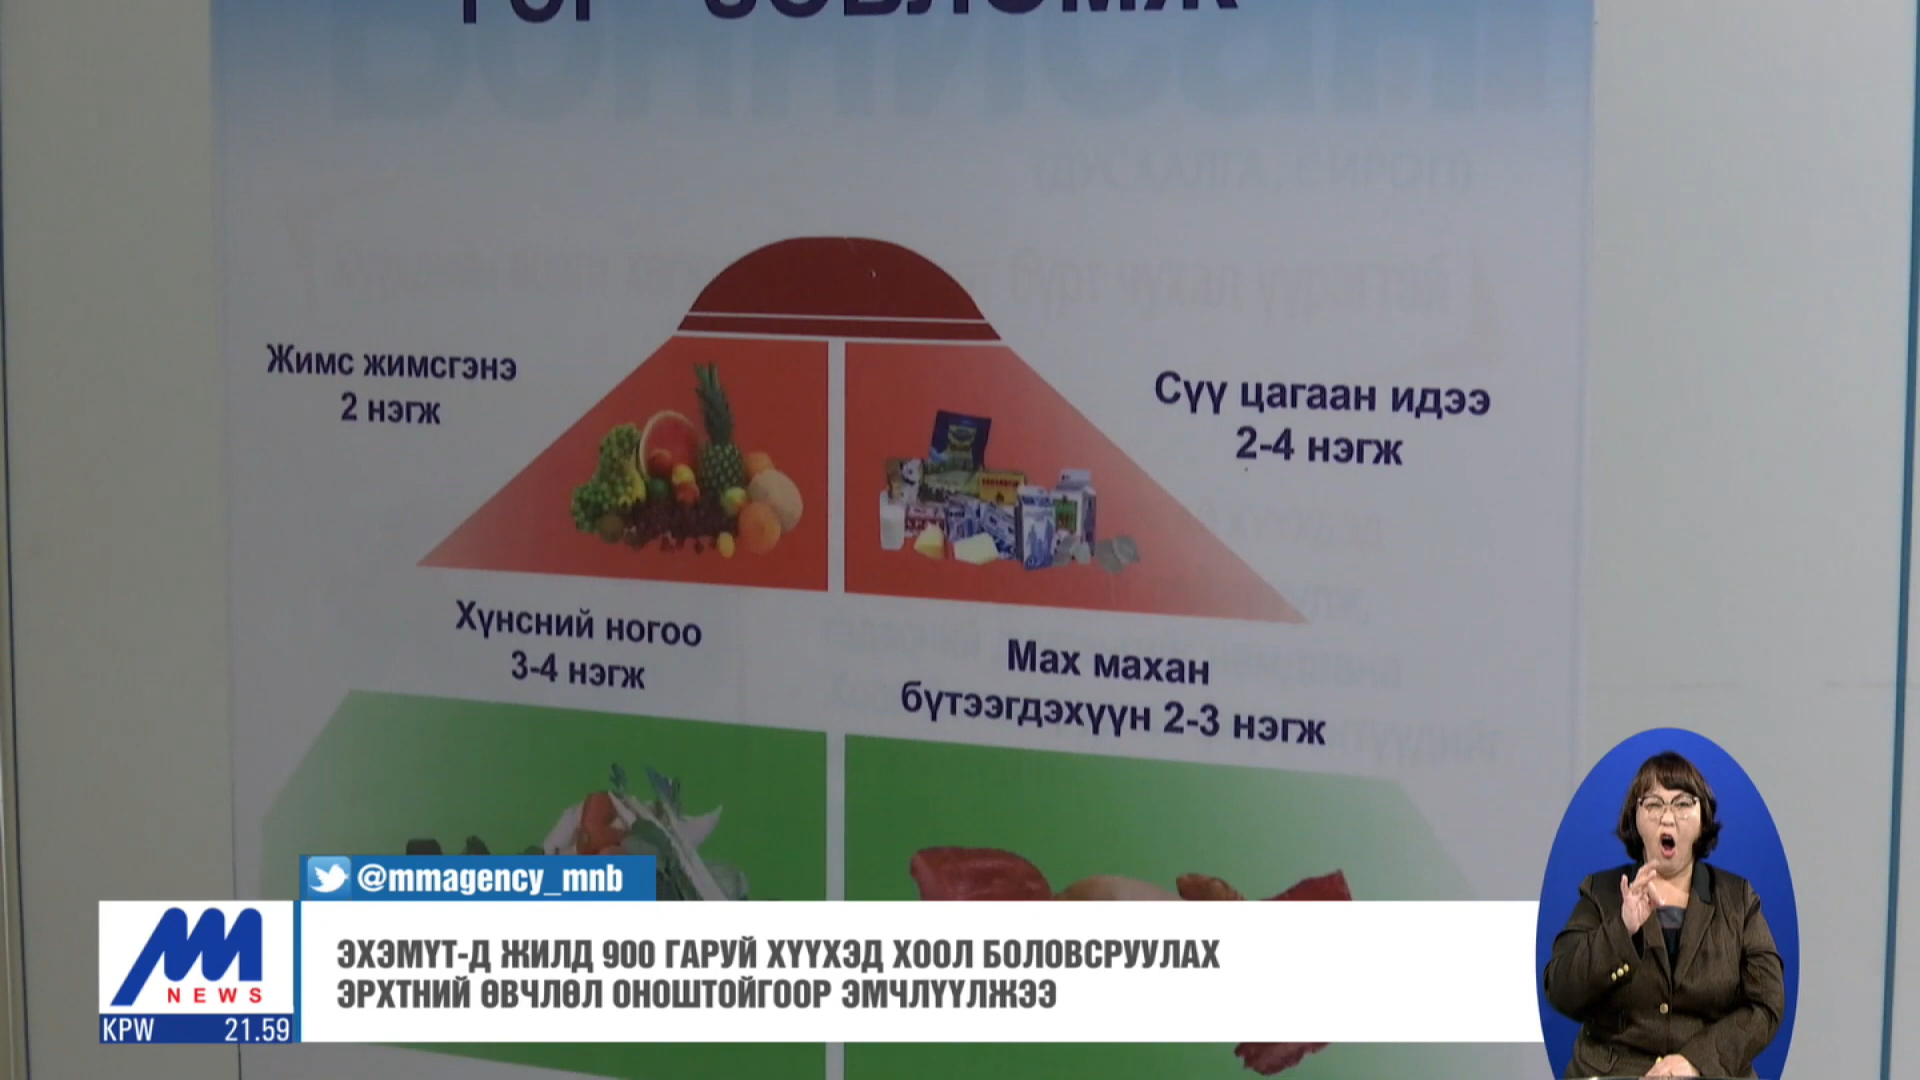 Жимс жимсгэнэ
2 нэгж
Сүү цагаан идээ
2-4 нэгж
Хүнсний ногоо
3-4 нэгж
Мах махан
бүтээгдэхүүн 2-3 нэгж
@mmagency_mnb
ЭХЭМҮТ-Д ЖИЛД 900 ГАРУЙ ХҮҮХЭД ХООЛ БОЛОВСРУУЛАХ
ЭРХТНИЙ ӨВЧЛӨЛ ОНОШТОЙГООР ЭМЧЛҮҮЛЖЭЭ
MM
NEWS
KPW 21.59